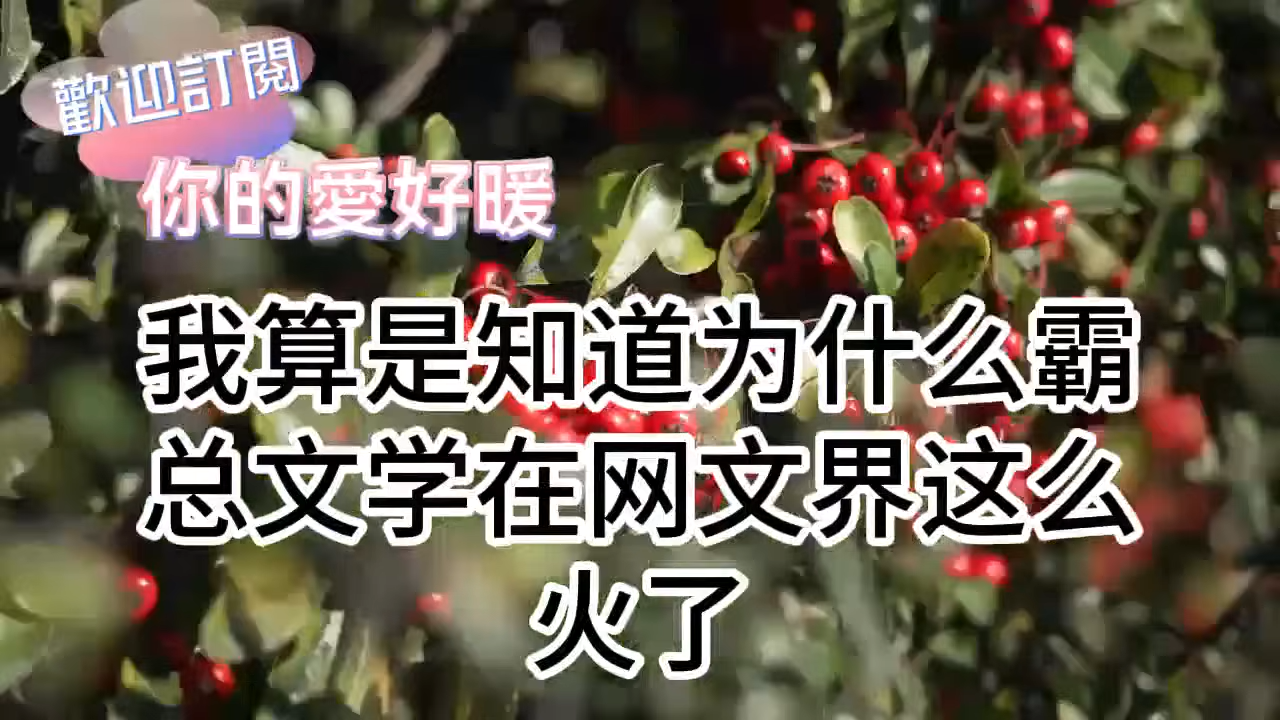 歡迎訂閱
你的愛好暖
我算是知道为什么霸
总文学在网文界这么
火了